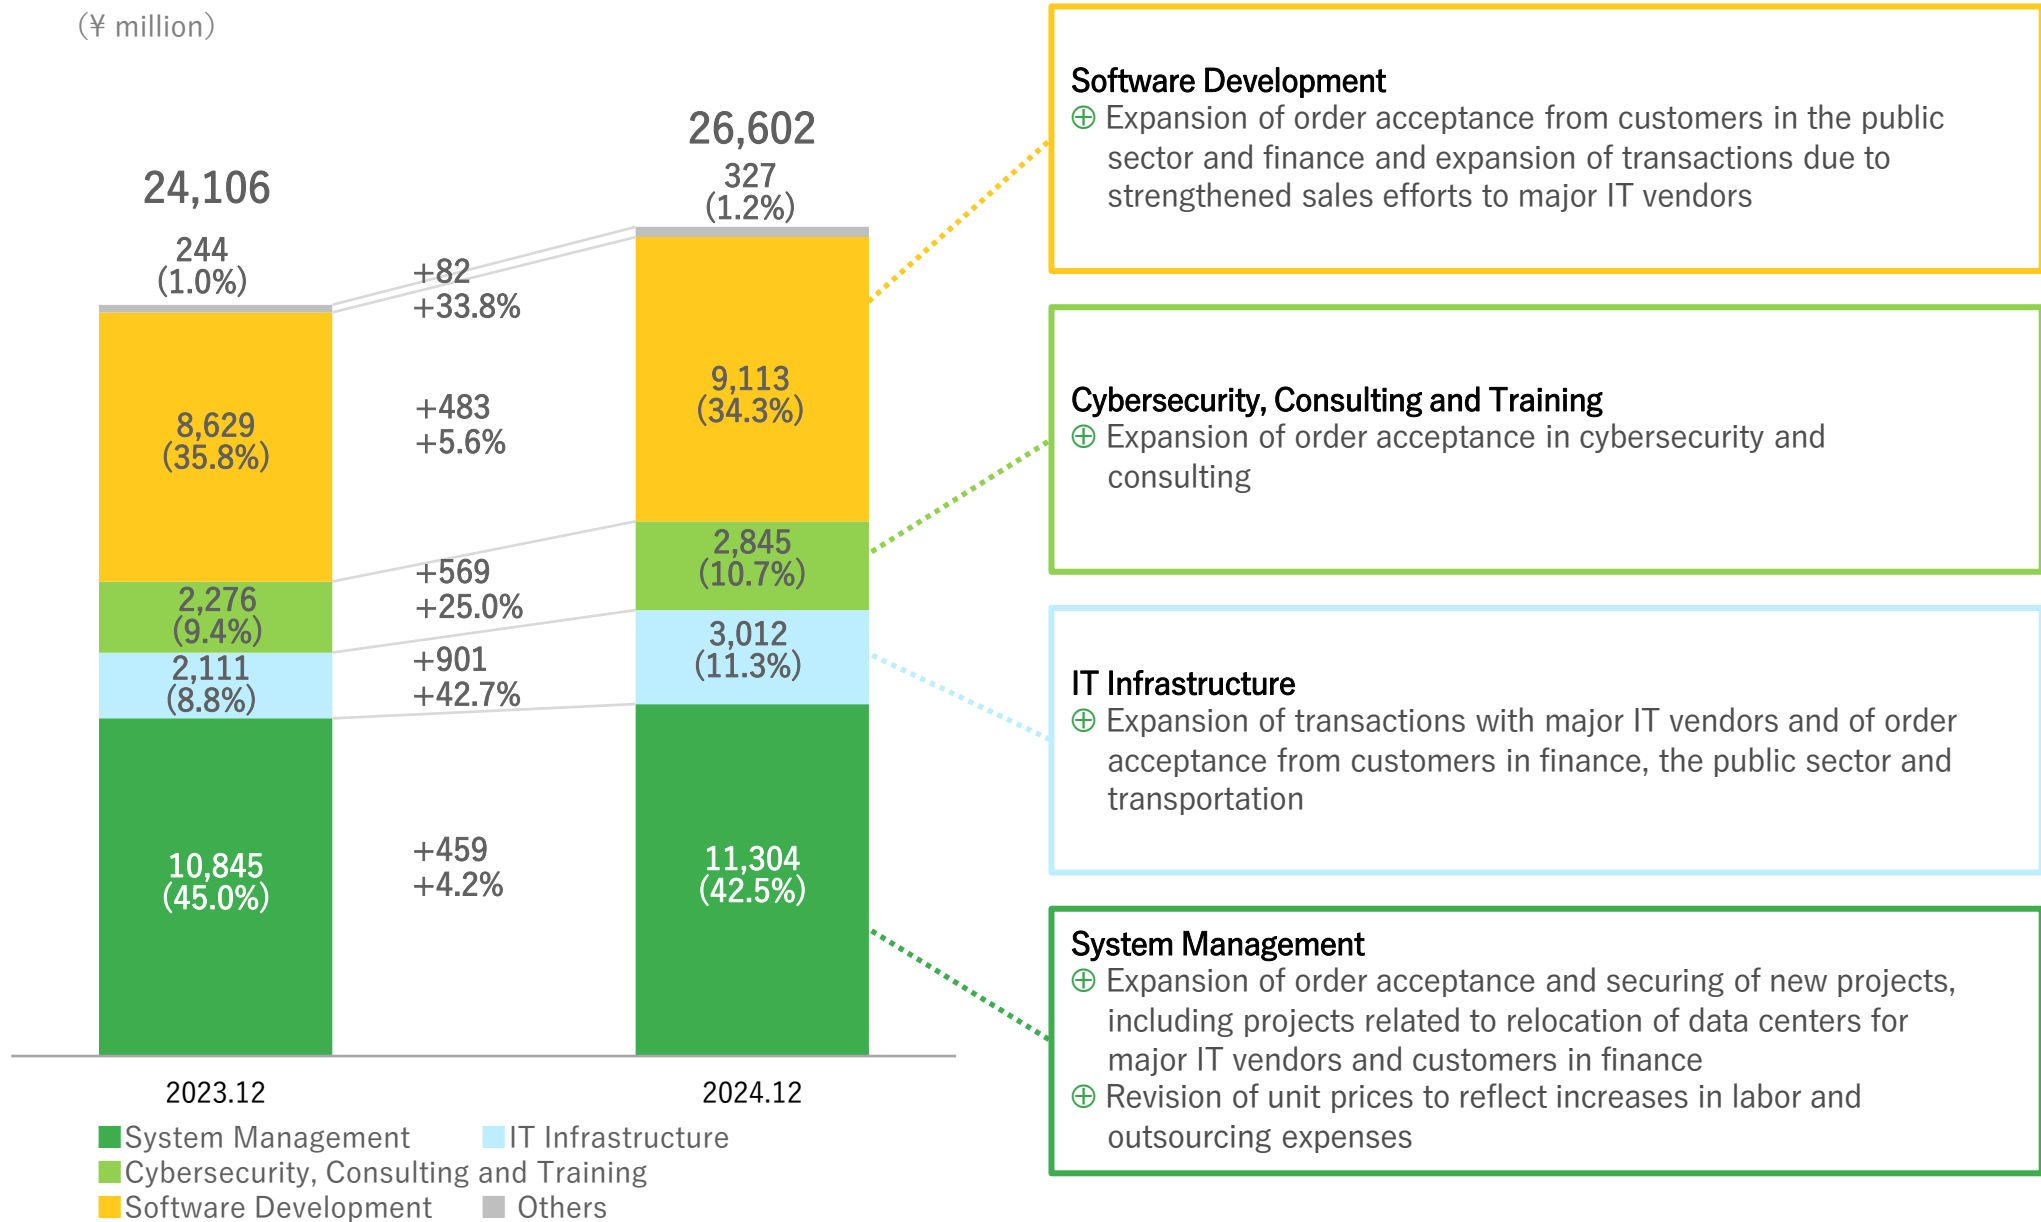 (¥ million)
24,106
244
(1.0%)
8,629
(35.8%)
2,276
(9.4%)
2,111
(8.8%)
10,845
(45.0%)
2023.12
+82
+33.8%
+483
+5.6%
+569
+25.0%
+901
+42.7%
+459
+4.2%
26,602
327
(1.2%)
9,113
(34.3%)
2,845
(10.7%)
3,012
(11.3%)
11,304
(42.5%)
2024.12
System Management
IT Infrastructure
Cybersecurity, Consulting and Training
Software Development
Others
Software Development
⊕ Expansion of order acceptance from customers in the public
sector and finance and expansion of transactions due to
strengthened sales efforts to major IT vendors
Cybersecurity, Consulting and Training
⊕ Expansion of order acceptance in cybersecurity and
consulting
IT Infrastructure
⊕ Expansion of transactions with major IT vendors and of order
acceptance from customers in finance, the public sector and
transportation
System Management
⊕ Expansion of order acceptance and securing of new projects,
including projects related to relocation of data centers for
major IT vendors and customers in finance
⊕ Revision of unit prices to reflect increases in labor and
outsourcing expenses